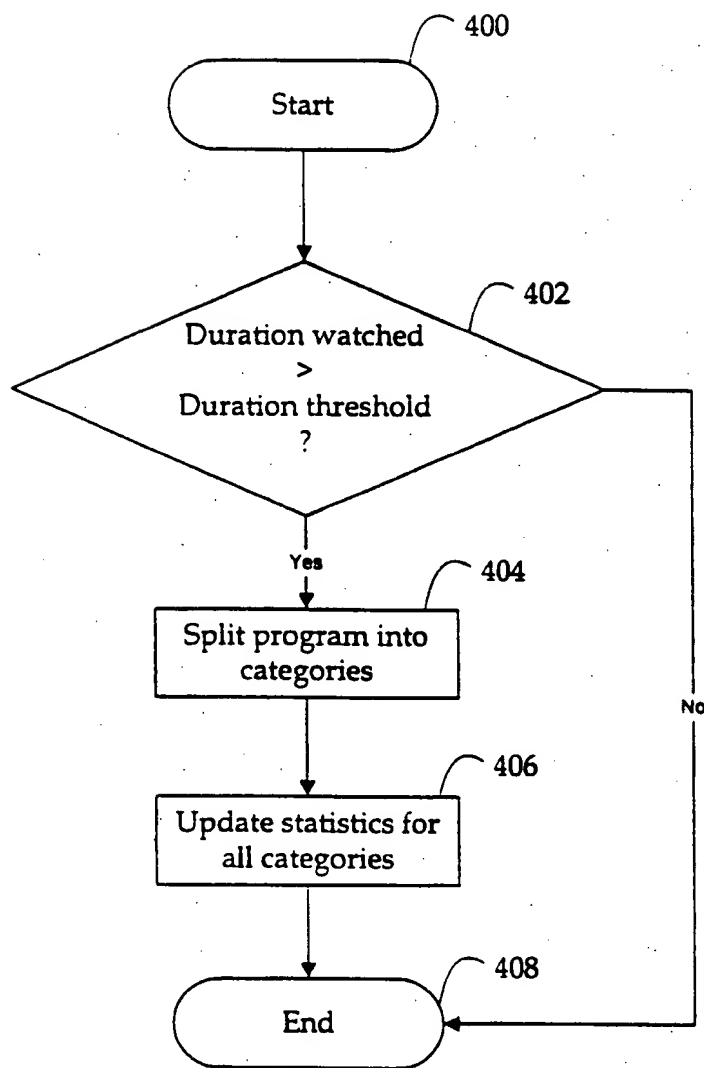 400
Start
402
Duration watched
>
Duration threshold
?
Yes
404
Split program into
categories
No
406
Update statistics for
all categories
408
End